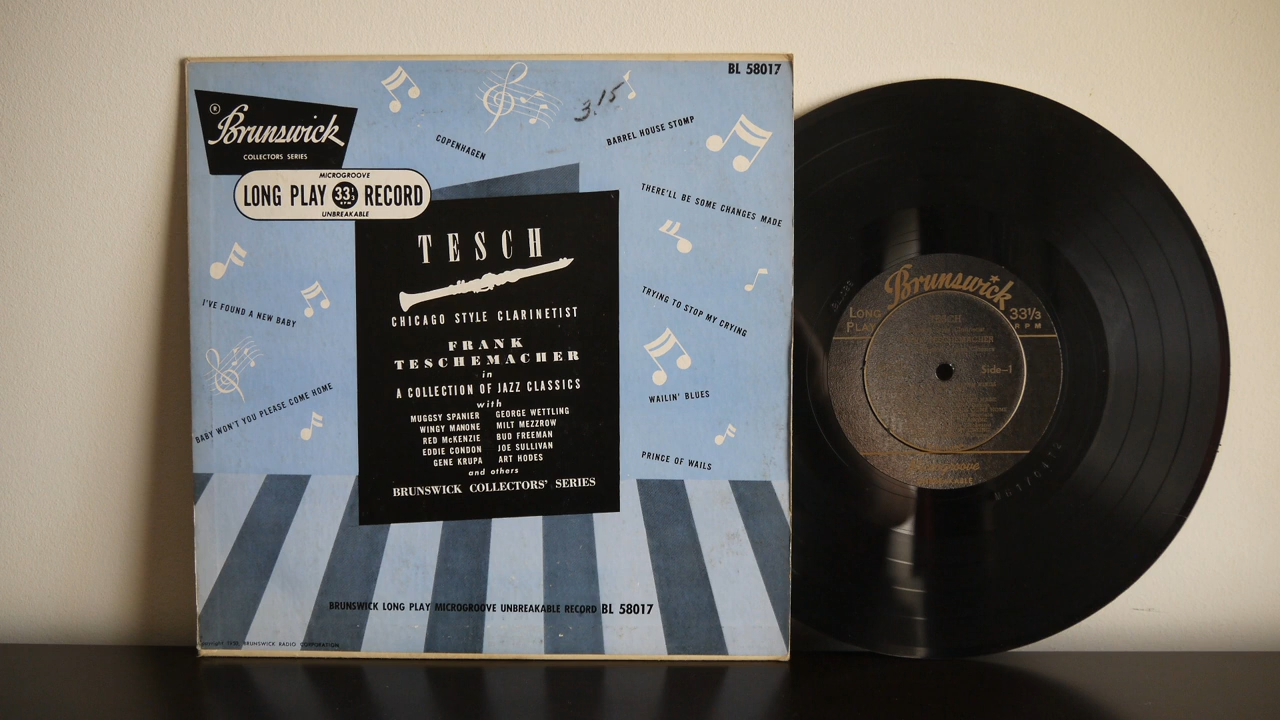 BL 58017
3.15
®
Brunswick
COLLECTORS SERIES
MICROGROOVE
LONG PLAY 33⅓ RECORD
R.P.M.
UNBREAKABLE
COPENHAGEN
BARREL HOUSE STOMP
THERE'LL BE SOME CHANGES MADE
I'VE FOUND A NEW BABY
TRYING TO STOP MY CRYING
BABY WON'T YOU PLEASE COME HOME
WAILIN' BLUES
PRINCE OF WAILS
TESCH
CHICAGO STYLE CLARINETIST
FRANK
TESCHEMACHER
in
A COLLECTION OF JAZZ CLASSICS
with
MUGGSY SPANIER GEORGE WETTLING
WINGY MANONE MILT MEZZROW
RED McKENZIE BUD FREEMAN
EDDIE CONDON JOE SULLIVAN
GENE KRUPA ART HODES
and others
BRUNSWICK COLLECTORS' SERIES
BRUNSWICK LONG PLAY MICROGROOVE UNBREAKABLE RECORD BL 58017
BRUNSWICK RADIO CORPORATION
Brunswick
LONG PLAY
33⅓
RPM
TESCH
Side-1